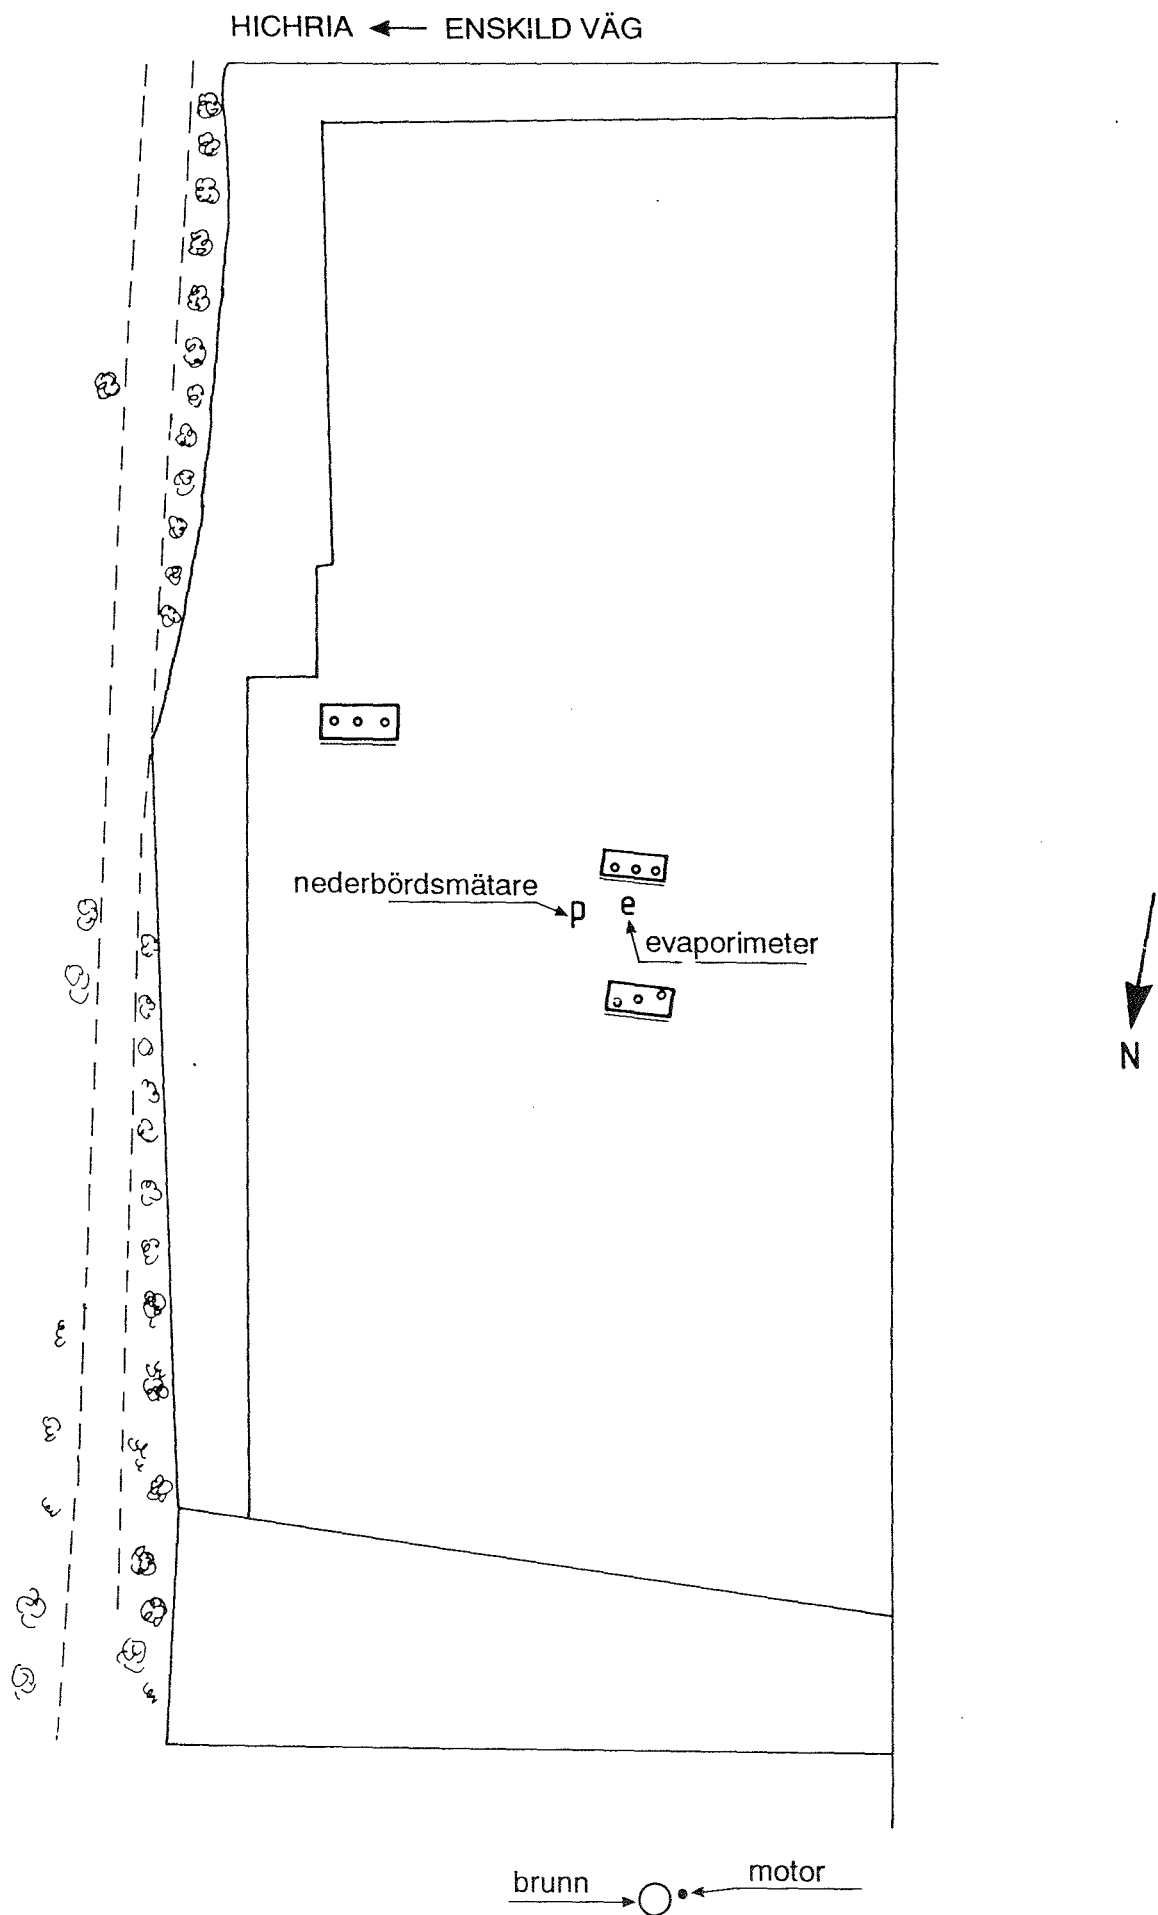 HICHRIA ← ENSKILD VÄG
nederbördsmätare
p e
evaporimeter
N
brunn motor